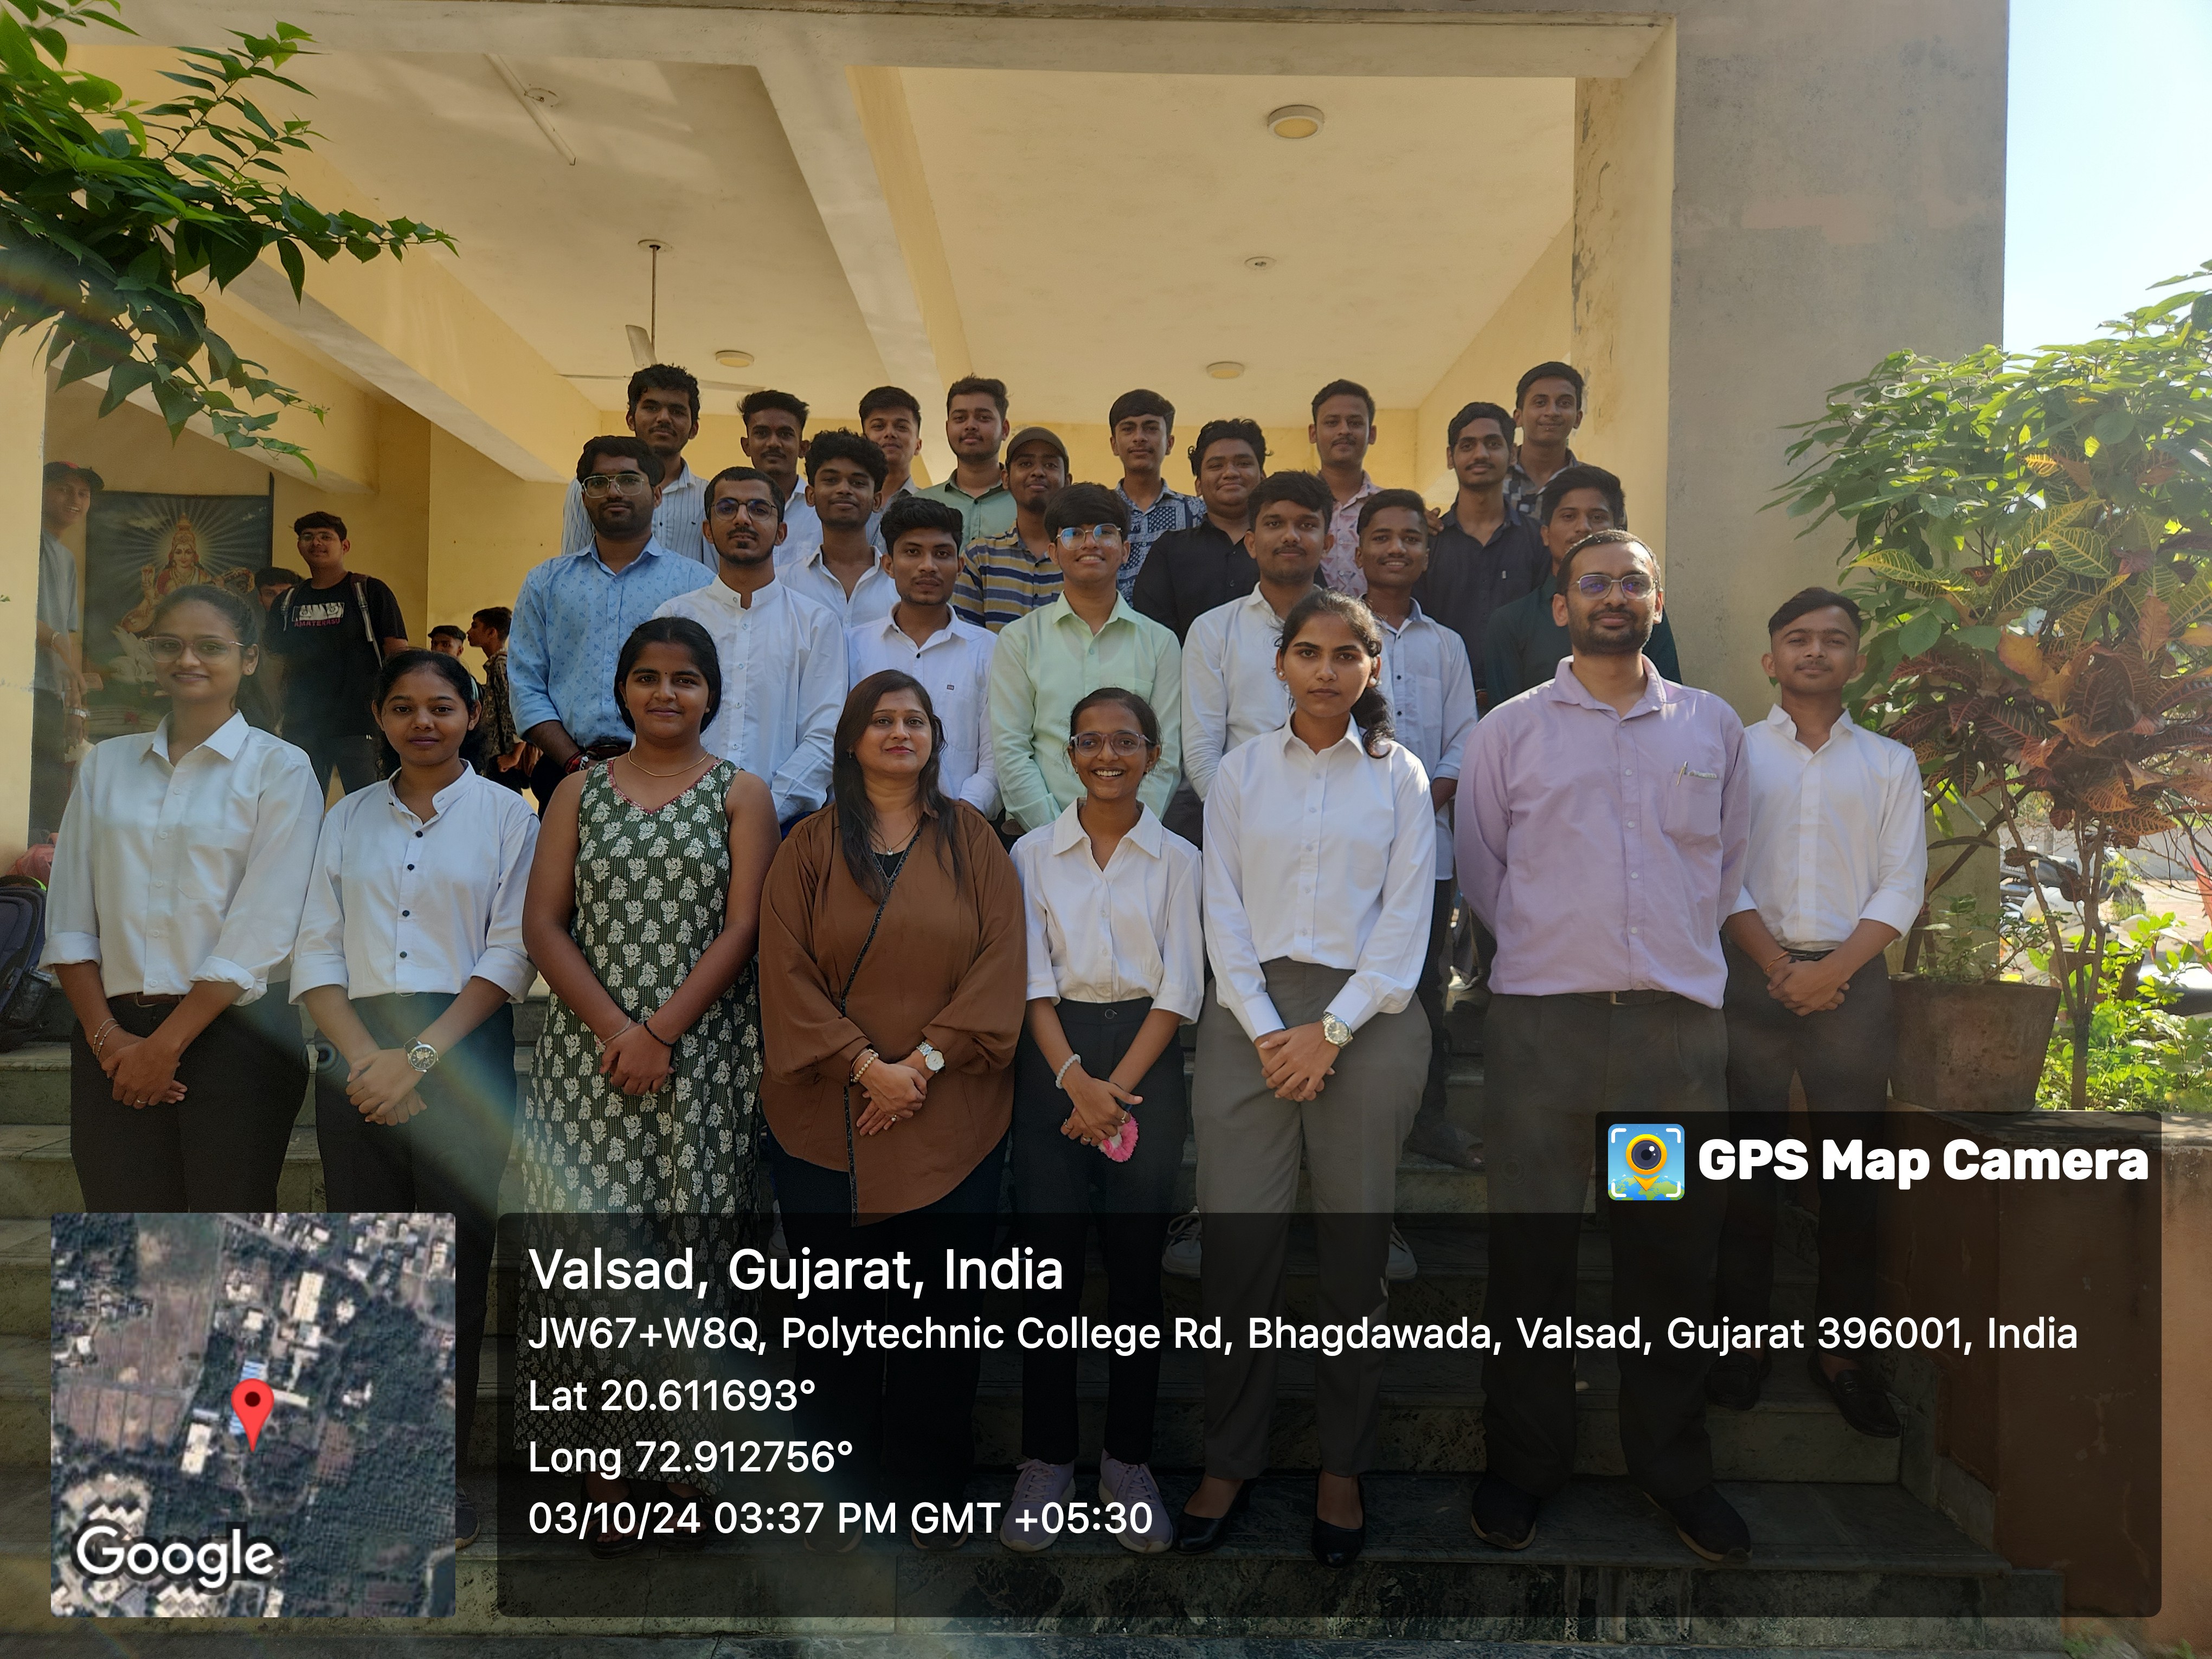 GPS Map Camera
Valsad, Gujarat, India
JW67+W8Q, Polytechnic College Rd, Bhagdawada, Valsad, Gujarat 396001, India
Lat 20.611693°
Long 72.912756°
03/10/24 03:37 PM GMT +05:30
Google